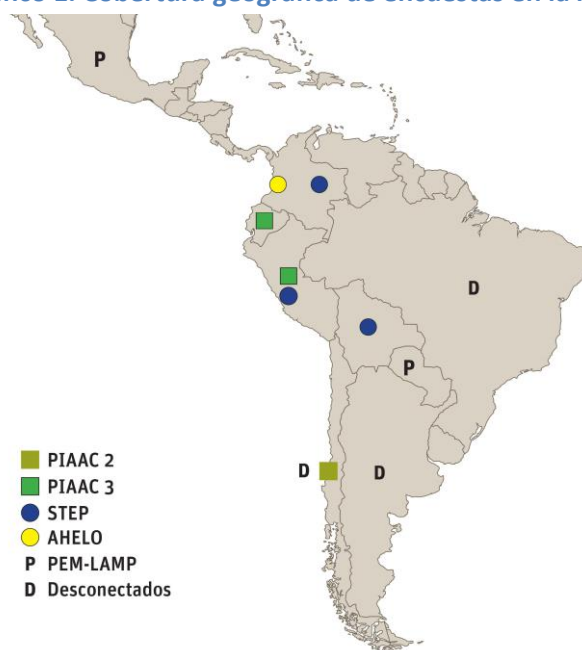 Cobertura geográfica de encuestas en la
P
D
P
D D
PIAAC 2
PIAAC 3
STEP
AHELO
P PEM-LAMP
D Desconectados